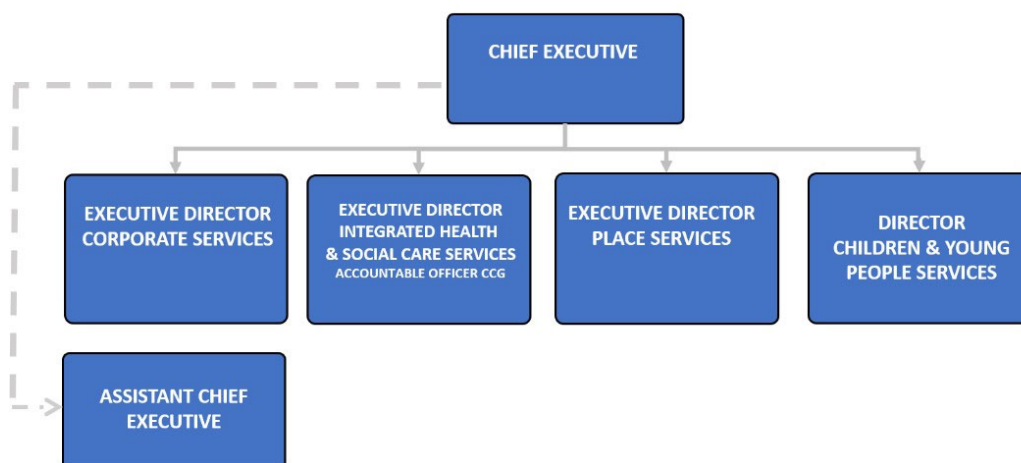 CHIEF EXECUTIVE
EXECUTIVE DIRECTOR
CORPORATE SERVICES
EXECUTIVE DIRECTOR
INTEGRATED HEALTH
& SOCIAL CARE SERVICES
ACCOUNTABLE OFFICER CCG
EXECUTIVE DIRECTOR
PLACE SERVICES
DIRECTOR
CHILDREN & YOUNG
PEOPLE SERVICES
ASSISTANT CHIEF
EXECUTIVE